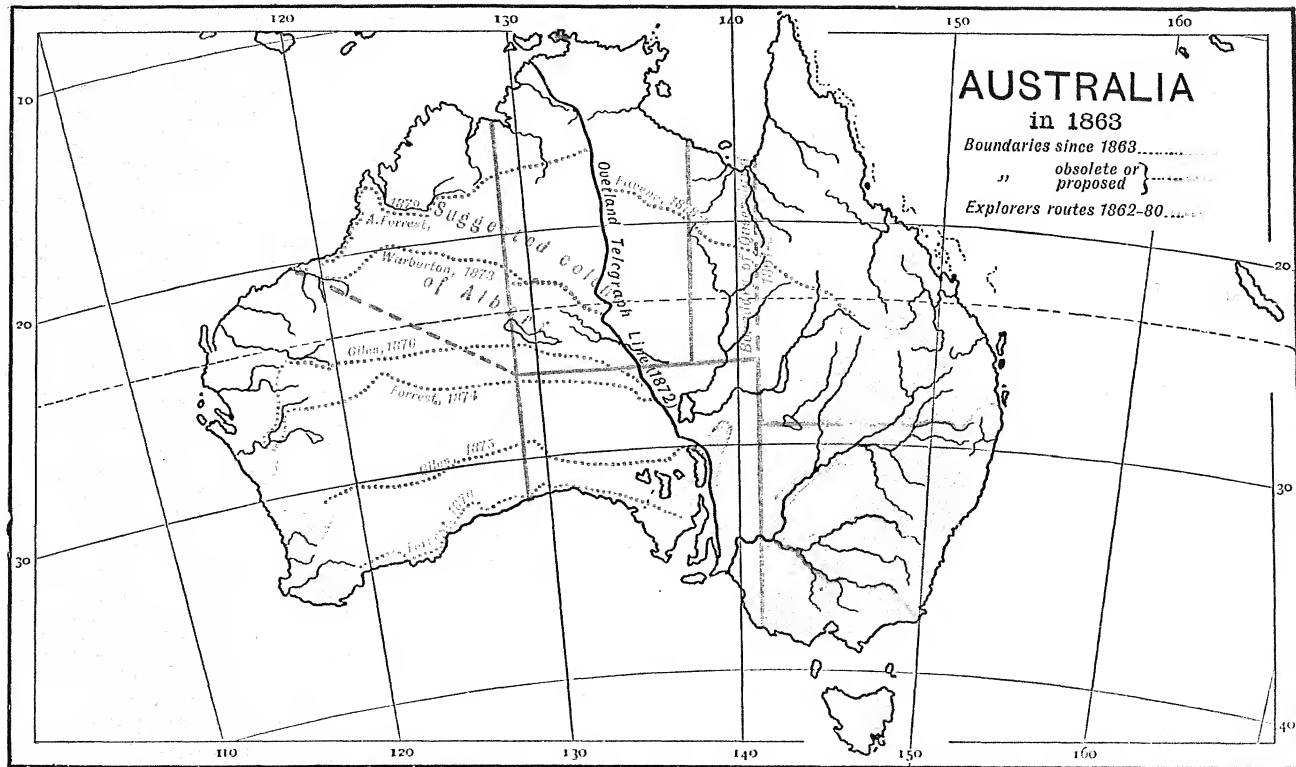 120
130
140
150
160
10
20
30
AUSTRALIA
in 1863
Boundaries since 1863
„ obsolete or
proposed
Explorers routes 1862-80
1879
A. Forrest,
Suggested Colony
of Albert
Warburton, 1873
Favenc, 1878
Overland Telegraph Line (1872)
Giles, 1876
Forrest, 1874
Giles, 1875
1870
20
30
40
110
120
130
140
150
160